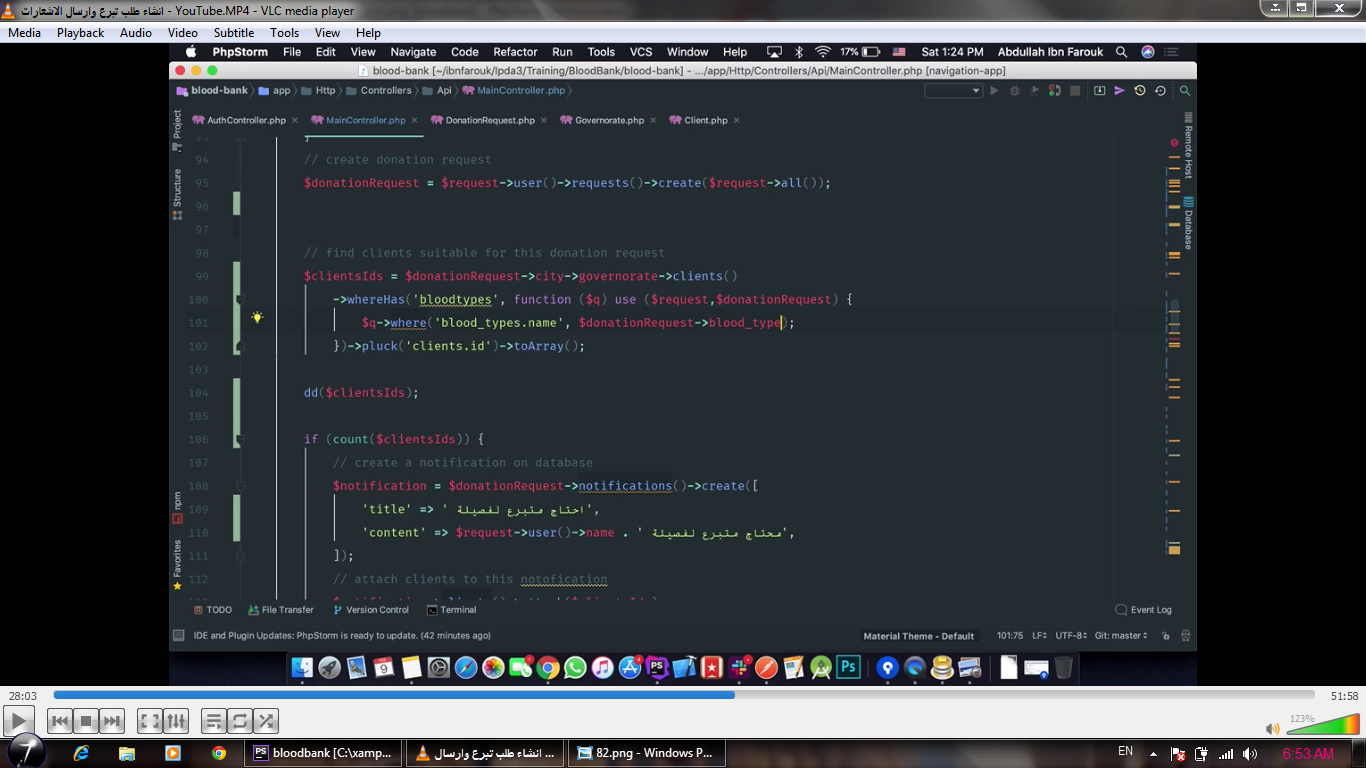 انشاء طلب تبرع وارسال الاشعارات - YouTube.MP4 - VLC media player
Media Playback Audio Video Subtitle Tools View Help
PhpStorm File Edit View Navigate Code Refactor Run Tools VCS Window Help 17% Sat 1:24 PM Abdullah Ibn Farouk
blood-bank [~/ibnfarouk/lpda3/Training/BloodBank/blood-bank] - .../app/Http/Controllers/Api/MainController.php [navigation-app]
blood-bank app Http Controllers Api MainController.php
AuthController.php MainController.php DonationRequest.php Governorate.php Client.php
Project
Structure
npm
Favorites
Remote Host
Database
93 }
94 // create donation request
95 $donationRequest = $request->user()->requests()->create($request->all());
96
97
98 // find clients suitable for this donation request
99 $clientsIds = $donationRequest->city->governorate->clients()
100 ->whereHas('bloodtypes', function ($q) use ($request,$donationRequest) {
101 $q->where('blood_types.name', $donationRequest->blood_type);
102 })->pluck('clients.id')->toArray();
103
104 dd($clientsIds);
105
106 if (count($clientsIds)) {
107 // create a notification on database
108 $notification = $donationRequest->notifications()->create([
109 'title' => 'احتاج متبرع لفصيلة ',
110 'content' => $request->user()->name . 'محتاج متبرع لفصيلة ',
111 ]);
112 // attach clients to this notofication
TODO File Transfer Version Control Terminal Event Log
IDE and Plugin Updates: PhpStorm is ready to update. (42 minutes ago) Material Theme - Default 101:75 LF UTF-8 Git: master
28:03 51:58
123%
bloodbank [C:\xamp... انشاء طلب تبرع وارسال ... 82.png - Windows P... EN 6:53 AM